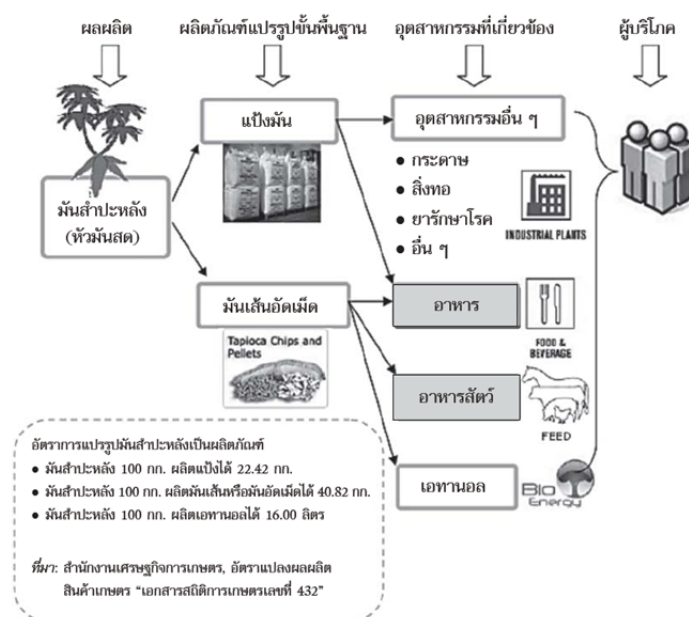 ผลผลิต
ผลิตภัณฑ์แปรรูปขั้นพื้นฐาน
อุตสาหกรรมที่เกี่ยวข้อง
ผู้บริโภค
แป้งมัน
อุตสาหกรรมอื่น ๆ
• กระดาษ
• สิ่งทอ
• ยารักษาโรค
• อื่น ๆ
INDUSTRIAL PLANTS
มันสำปะหลัง
(หัวมันสด)
มันเส้นอัดเม็ด
Tapioca Chips and
Pellets
อาหาร
FOOD &
BEVERAGE
อาหารสัตว์
FEED
เอทานอล
Bio
Energy
อัตราการแปรรูปมันสำปะหลังเป็นผลิตภัณฑ์
• มันสำปะหลัง 100 กก. ผลิตแป้งได้ 22.42 กก.
• มันสำปะหลัง 100 กก. ผลิตมันเส้นหรือมันอัดเม็ดได้ 40.82 กก.
• มันสำปะหลัง 100 กก. ผลิตเอทานอลได้ 16.00 ลิตร
ที่มา: สำนักงานเศรษฐกิจการเกษตร, อัตราแปลงผลผลิต
สินค้าเกษตร “เอกสารสถิติการเกษตรเลขที่ 432”